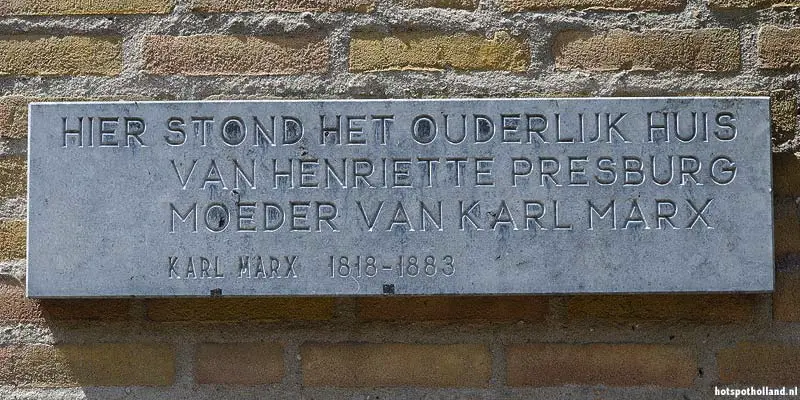 HIER STOND HET OUDERLIJK HUIS
VAN HENRIETTE PRESBURG
MOEDER VAN KARL MARX
KARL MARX 1818-1883
hotspotholland.nl